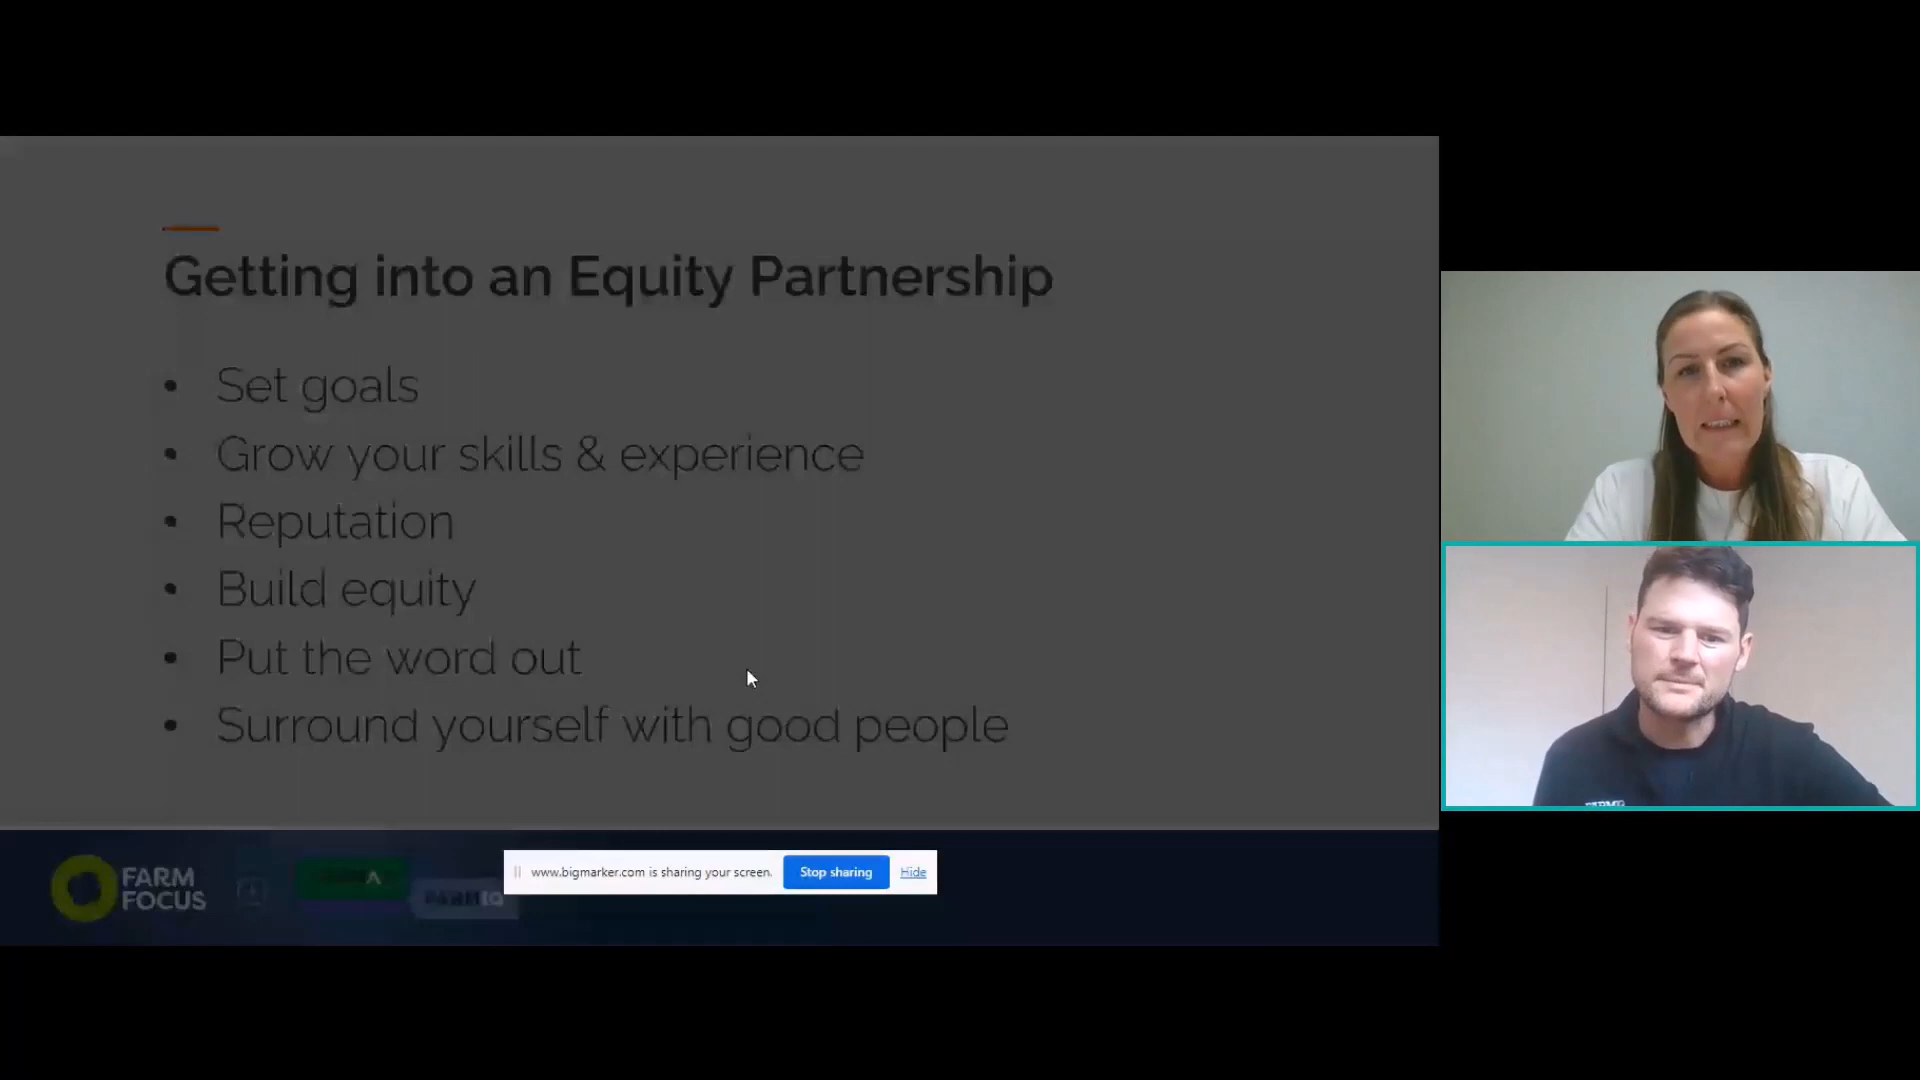 Getting into an Equity Partnership
• Set goals
• Grow your skills & experience
• Reputation
• Build equity
• Put the word out
• Surround yourself with good people
FARM
FOCUS
FARMIQ
www.bigmarker.com is sharing your screen.
Stop sharing
Hide